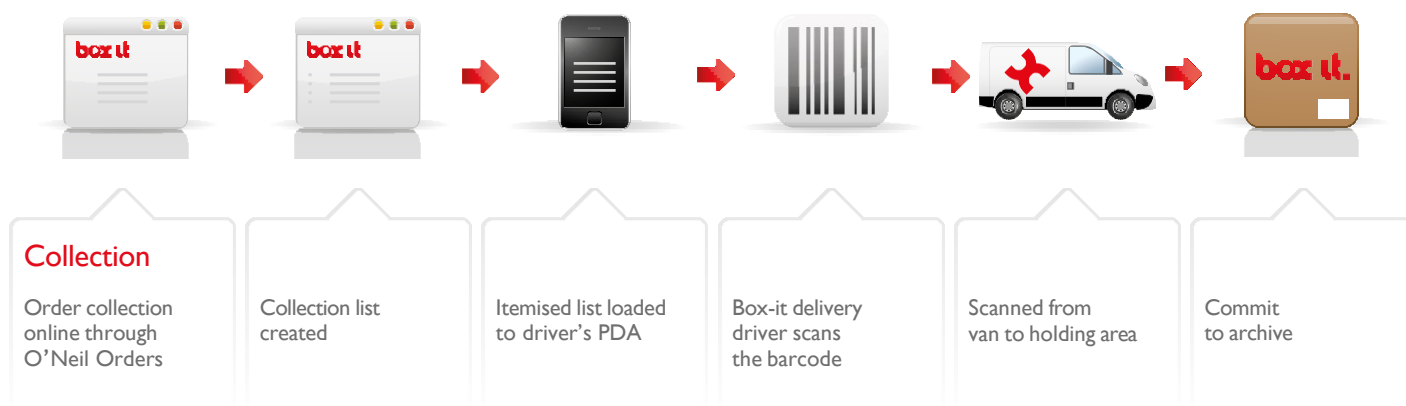 box it
box it
box it.
Collection
Order collection
online through
O’Neil Orders
Collection list
created
Itemised list loaded
to driver’s PDA
Box-it delivery
driver scans
the barcode
Scanned from
van to holding area
Commit
to archive